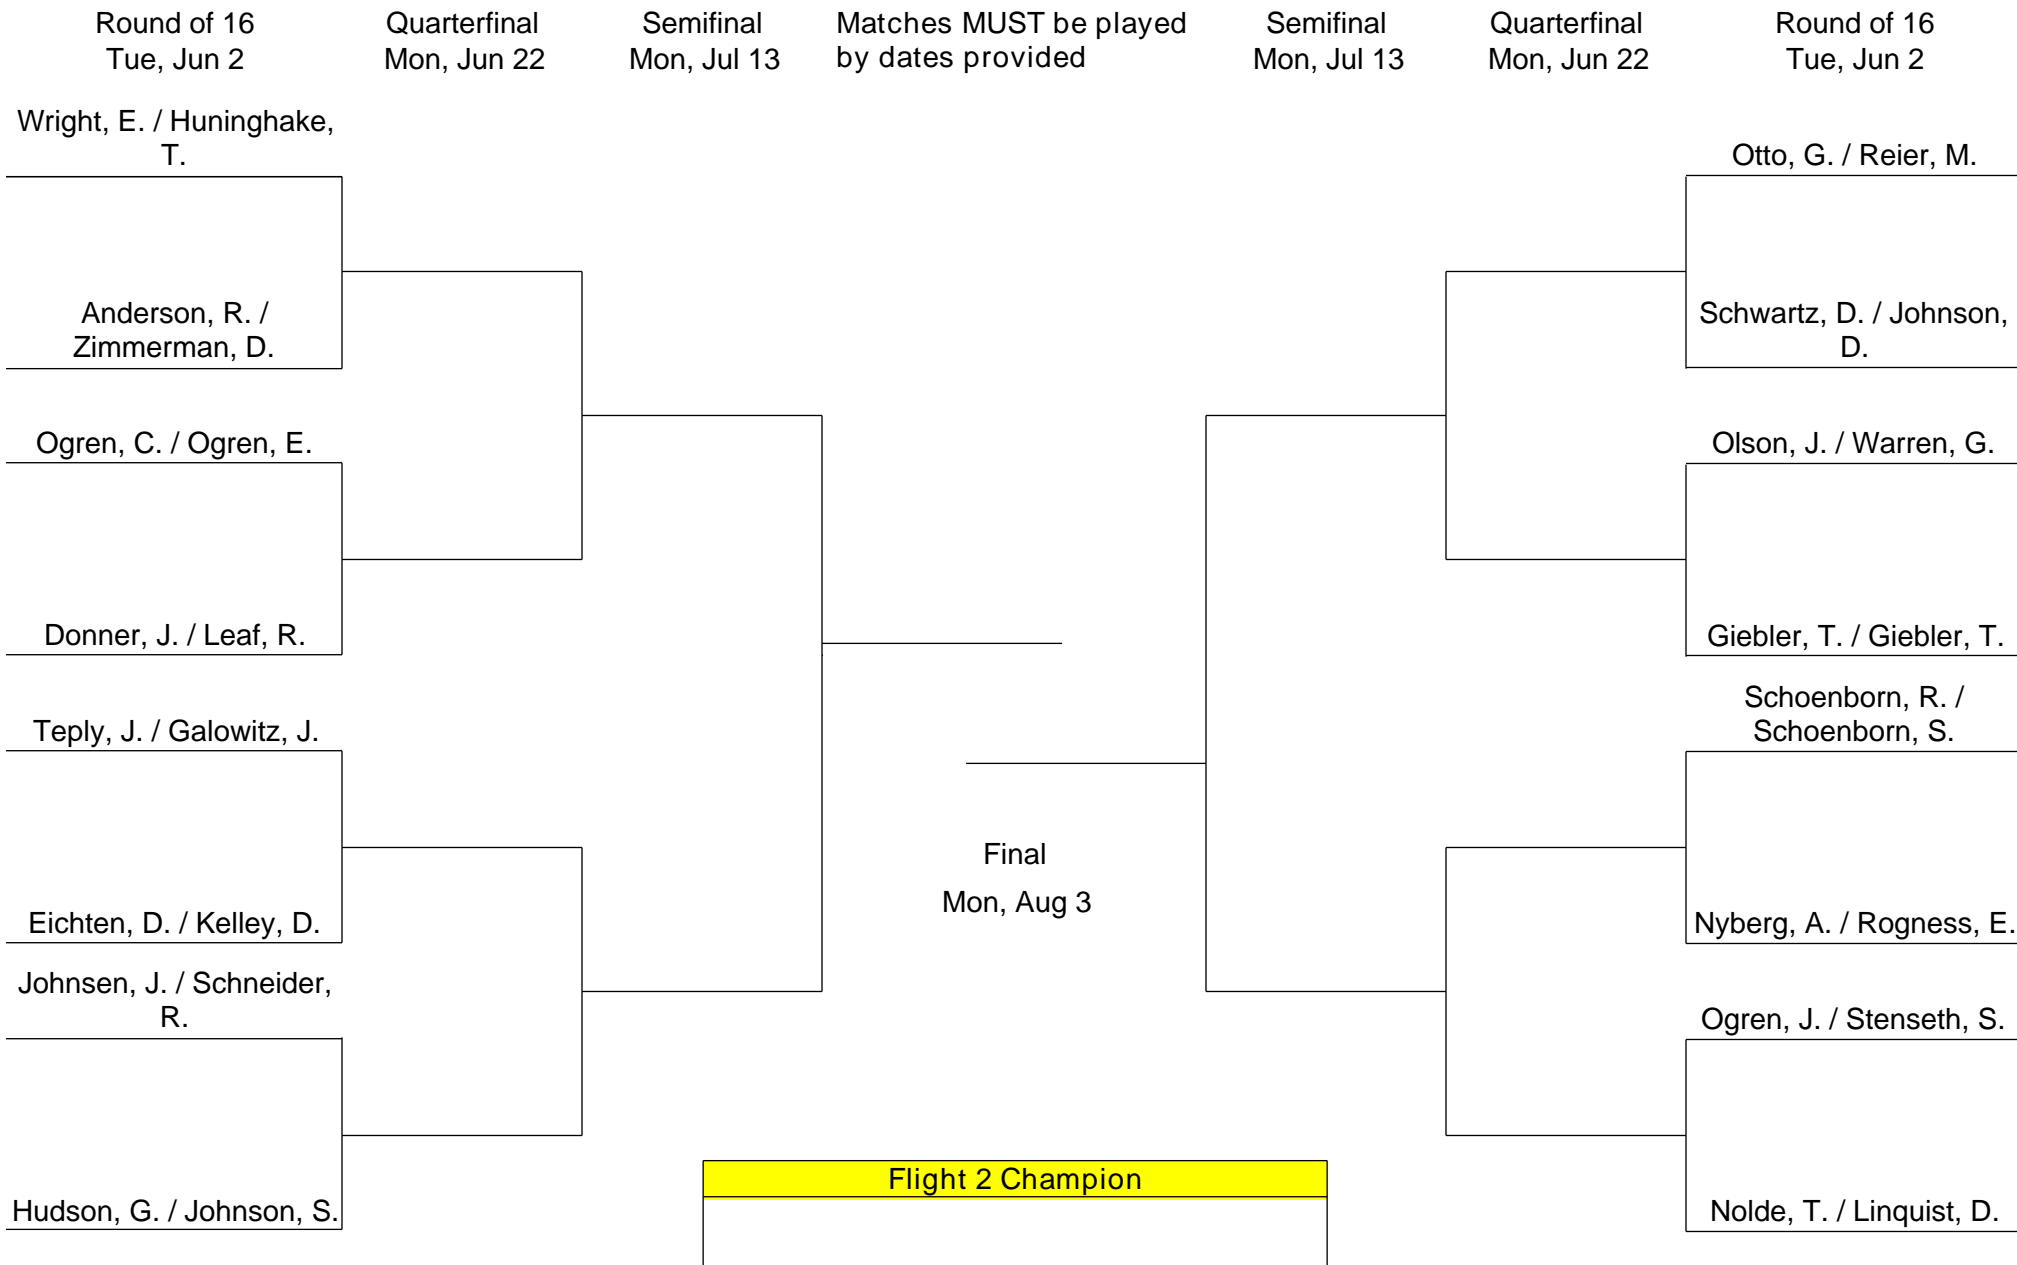 Round of 16
Tue, Jun 2
Quarterfinal
Mon, Jun 22
Semifinal
Mon, Jul 13
Matches MUST be played
by dates provided
Semifinal
Mon, Jul 13
Quarterfinal
Mon, Jun 22
Round of 16
Tue, Jun 2
Wright, E. / Huninghake,
T.
Anderson, R. /
Zimmerman, D.
Ogren, C. / Ogren, E.
Donner, J. / Leaf, R.
Teply, J. / Galowitz, J.
Eichten, D. / Kelley, D.
Johnsen, J. / Schneider,
R.
Hudson, G. / Johnson, S.
Final
Mon, Aug 3
Flight 2 Champion
Otto, G. / Reier, M.
Schwartz, D. / Johnson,
D.
Olson, J. / Warren, G.
Giebler, T. / Giebler, T.
Schoenborn, R. /
Schoenborn, S.
Nyberg, A. / Rogness, E.
Ogren, J. / Stenseth, S.
Nolde, T. / Linquist, D.